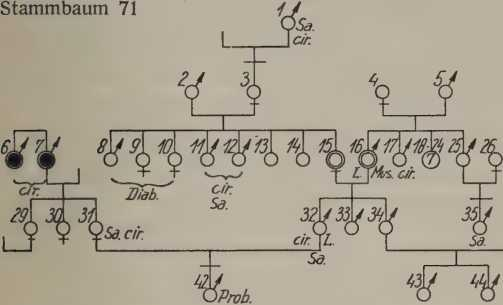 Stammbaum 71
1 Sa.
cir.
2 3 4 5
6 7 8 9 10 11 12 13 14 15 16 17 18 24 25 26
7
L. Mvs. cir.
cir. Diab. cir.
Sa.
29 30 31 Sa. cir. 32 33 34 35
cir. L. Sa.
Sa.
42 Prob. 43 44